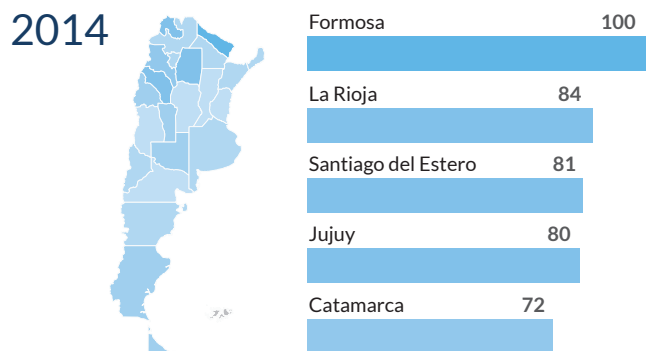 2014
Formosa 100
La Rioja 84
Santiago del Estero 81
Jujuy 80
Catamarca 72